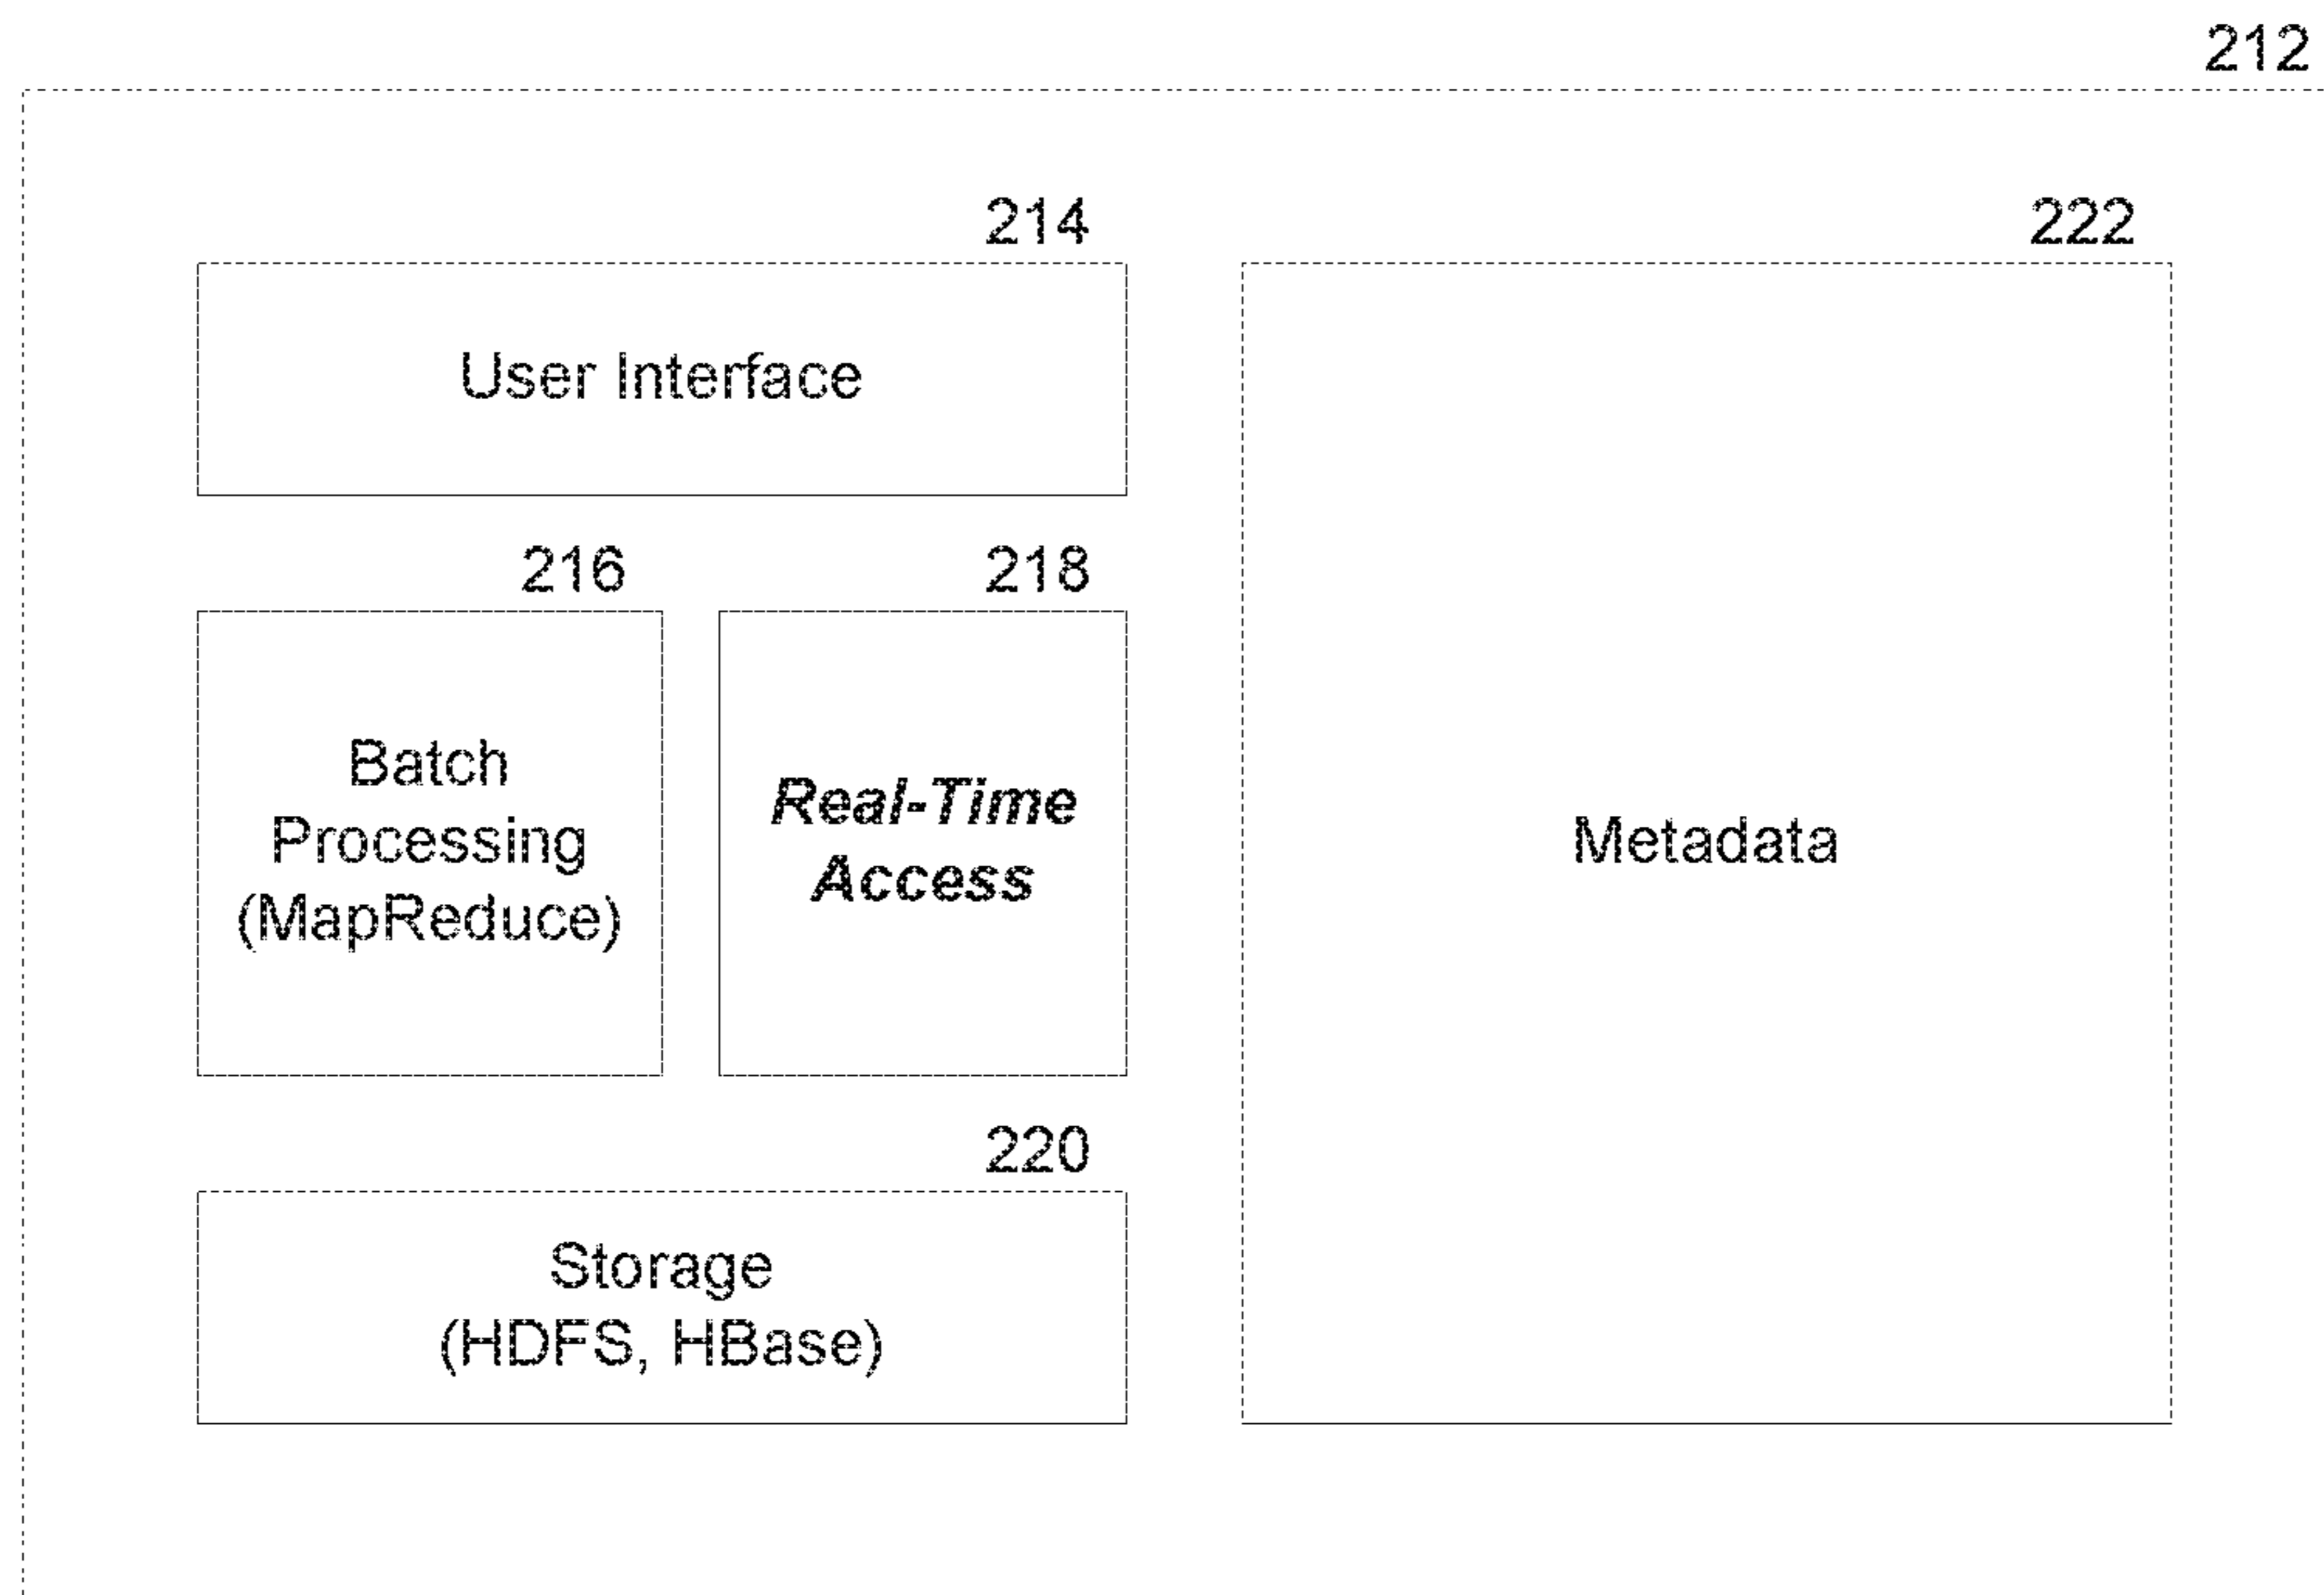 212
214
222
User Interface
216
218
Batch
Processing
(MapReduce)
Real-Time
Access
Metadata
220
Storage
(HDFS, HBase)